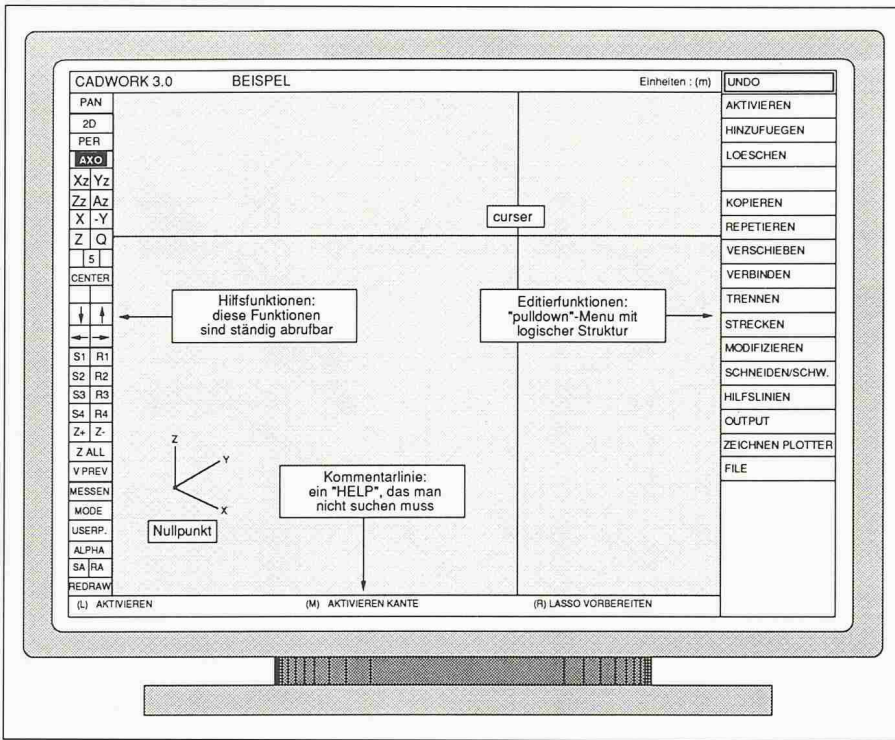 CADWORK 3.0 BEISPEL Einheiten : (m)
PAN
2D
PER
AXO
Xz Yz
Zz Az
X -Y
Z Q
5
CENTER
S1 R1
S2 R2
S3 R3
S4 R4
Z+ Z-
Z ALL
V PREV
MESSEN
MODE
USERP.
ALPHA
SA RA
REDRAW
curser
Hilfsfunktionen:
diese Funktionen
sind ständig abrufbar
Editierfunktionen:
"pulldown"-Menu mit
logischer Struktur
Z
Y
X
Nullpunkt
Kommentarlinie:
ein "HELP", das man
nicht suchen muss
(L) AKTIVIEREN (M) AKTIVIEREN KANTE (R) LASSO VORBEREITEN
UNDO
AKTIVIEREN
HINZUFUEGEN
LOESCHEN
KOPIEREN
REPETIEREN
VERSCHIEBEN
VERBINDEN
TRENNEN
STRECKEN
MODIFIZIEREN
SCHNEIDEN/SCHW.
HILFSLINIEN
OUTPUT
ZEICHNEN PLOTTER
FILE